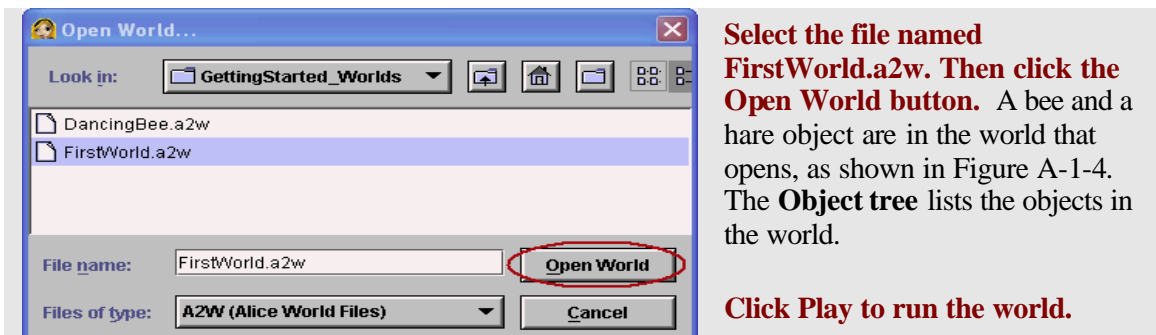 Open World...
Look in:
GettingStarted_Worlds
DancingBee.a2w
FirstWorld.a2w
File name:
FirstWorld.a2w
Open World
Files of type:
A2W (Alice World Files)
Cancel
Select the file named
FirstWorld.a2w. Then click the
Open World button. A bee and a
hare object are in the world that
opens, as shown in Figure A-1-4.
The Object tree lists the objects in
the world.
Click Play to run the world.